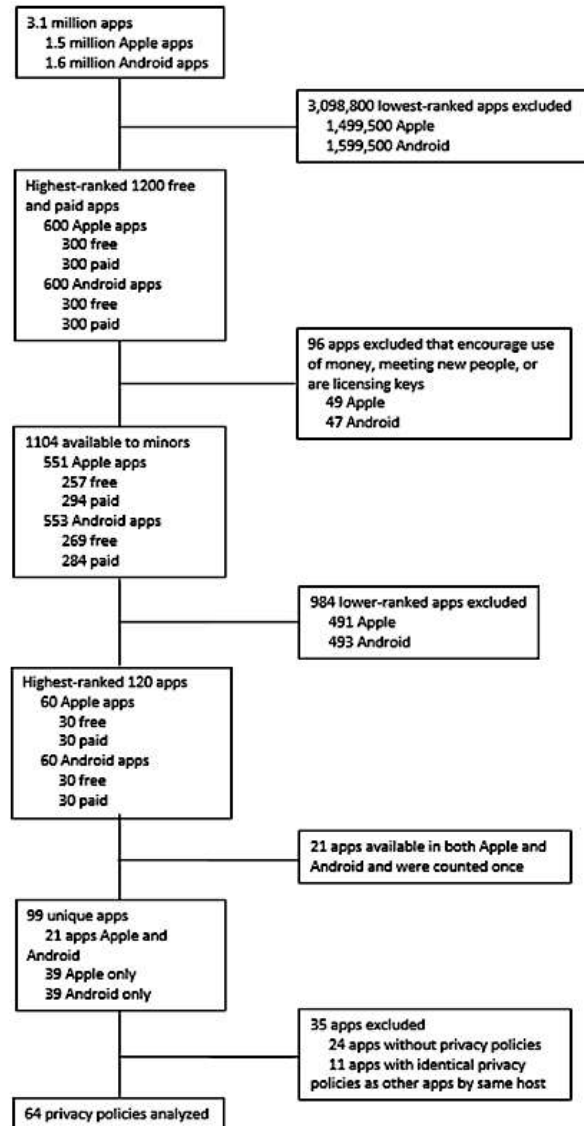 3.1 million apps
1.5 million Apple apps
1.6 million Android apps
3,098,800 lowest-ranked apps excluded
1,499,500 Apple
1,599,500 Android
Highest-ranked 1200 free
and paid apps
600 Apple apps
300 free
300 paid
600 Android apps
300 free
300 paid
96 apps excluded that encourage use
of money, meeting new people, or
are licensing keys
49 Apple
47 Android
1104 available to minors
551 Apple apps
257 free
294 paid
553 Android apps
269 free
284 paid
984 lower-ranked apps excluded
491 Apple
493 Android
Highest-ranked 120 apps
60 Apple apps
30 free
30 paid
60 Android apps
30 free
30 paid
21 apps available in both Apple and
Android and were counted once
99 unique apps
21 apps Apple and
Android
39 Apple only
39 Android only
35 apps excluded
24 apps without privacy policies
11 apps with identical privacy
policies as other apps by same host
64 privacy policies analyzed